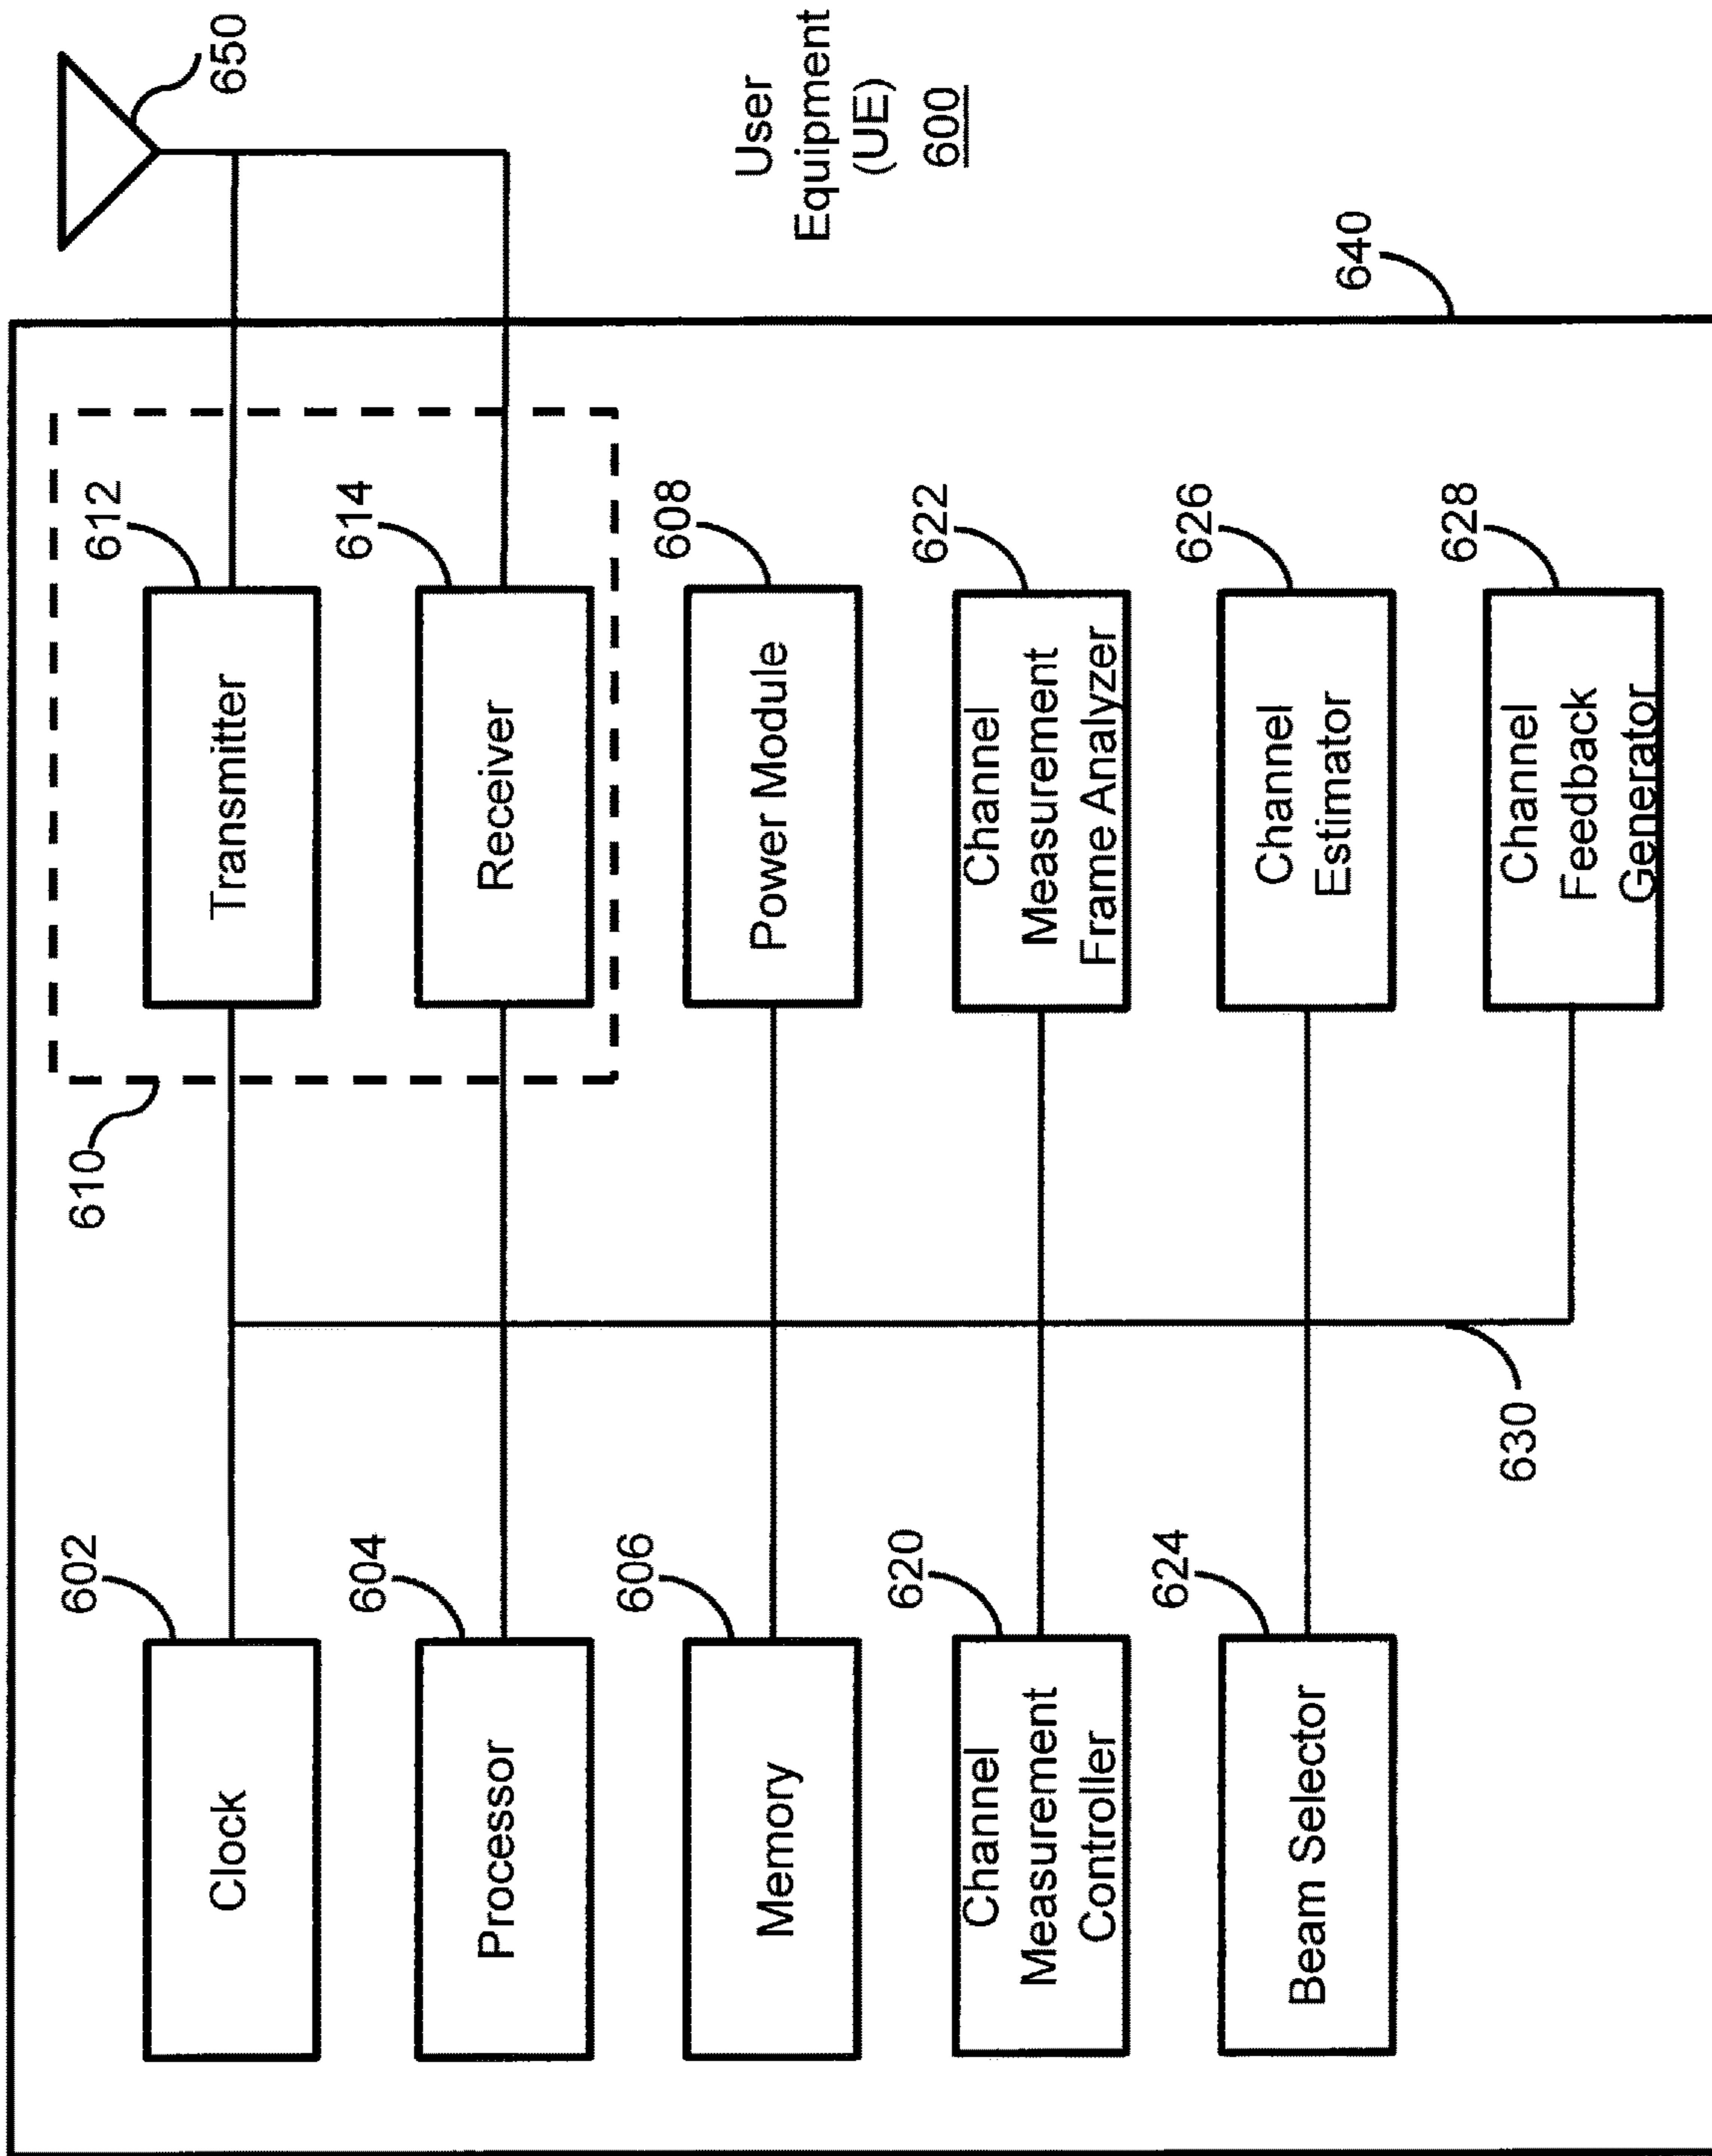 602
Clock
604
Processor
606
Memory
620
Channel
Measurement
Controller
624
Beam Selector
610
612
Transmitter
614
Receiver
608
Power Module
622
Channel
Measurement
Frame Analyzer
626
Channel
Estimator
628
Channel
Feedback
Generator
630
640
650
User
Equipment
(UE)
600